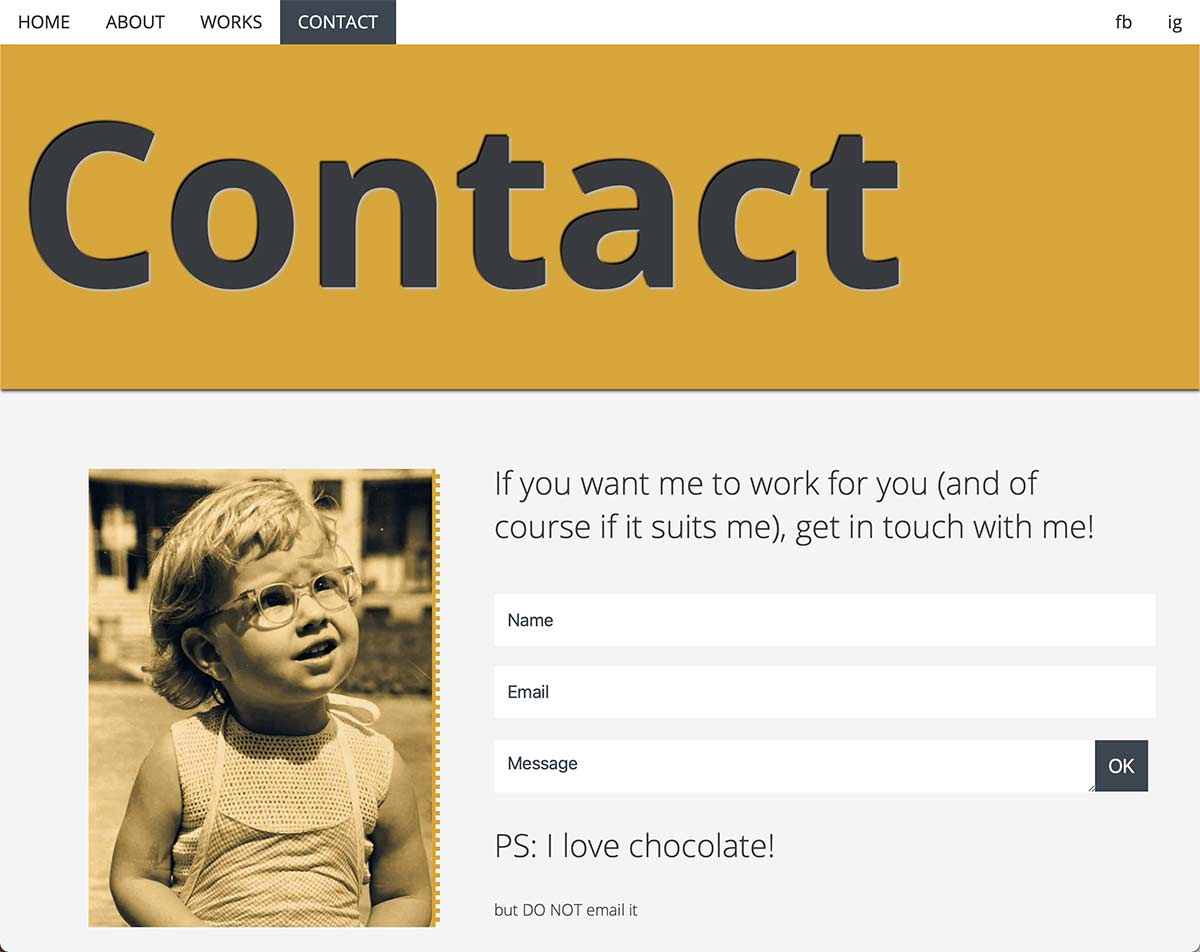 HOME ABOUT WORKS CONTACT fb ig
Contact
If you want me to work for you (and of
course if it suits me), get in touch with me!
Name
Email
Message
OK
PS: I love chocolate!
but DO NOT email it